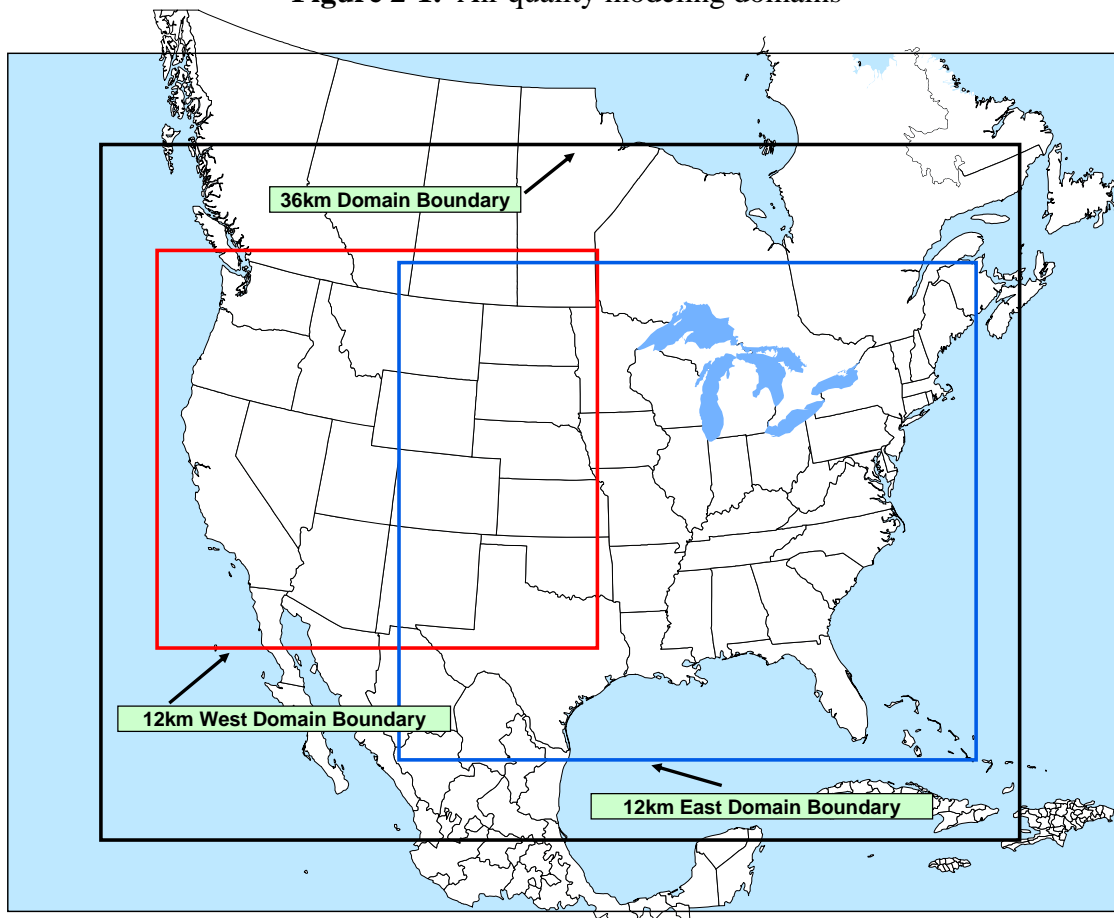 Figure 2-1. Air quality modeling domains
36km Domain Boundary
12km West Domain Boundary
12km East Domain Boundary